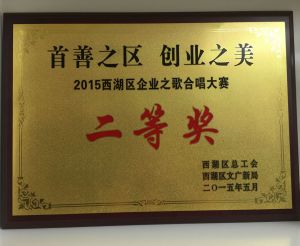 首善之区 创业之美
2015西湖区企业之歌合唱大赛
二等奖
西湖区总工会
西湖区文广新局
二〇一五年五月